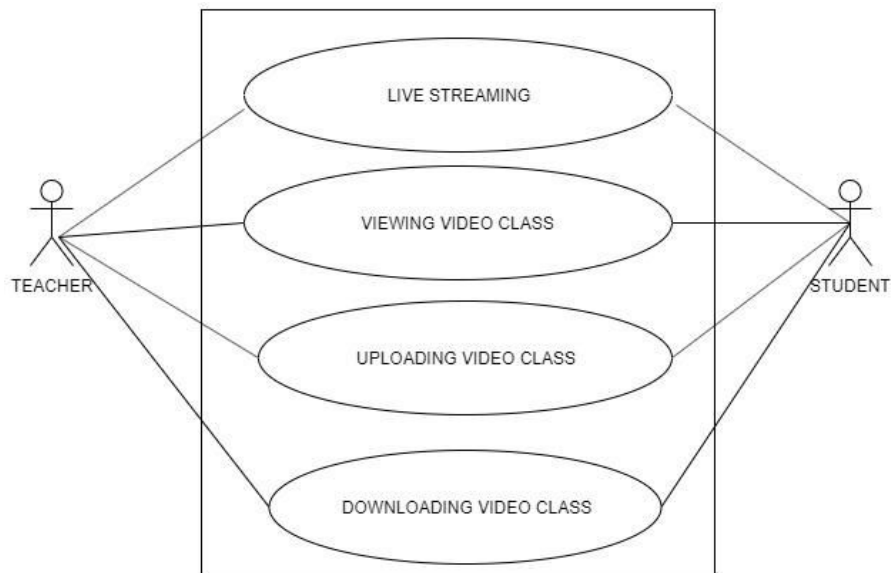 LIVE STREAMING
VIEWING VIDEO CLASS
TEACHER
STUDENT
UPLOADING VIDEO CLASS
DOWNLOADING VIDEO CLASS